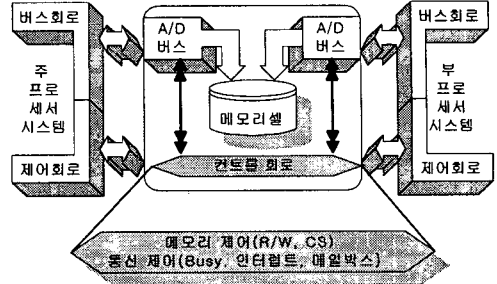 버스회로
주
프로
세서
시스템
제어회로
A/D
버스
A/D
버스
메모리셀
컨트롤 회로
버스회로
부
프로
세서
시스템
제어회로
메모리 제어(R/W, CS)
통신 제어(Busy, 인터럽트, 메일박스)